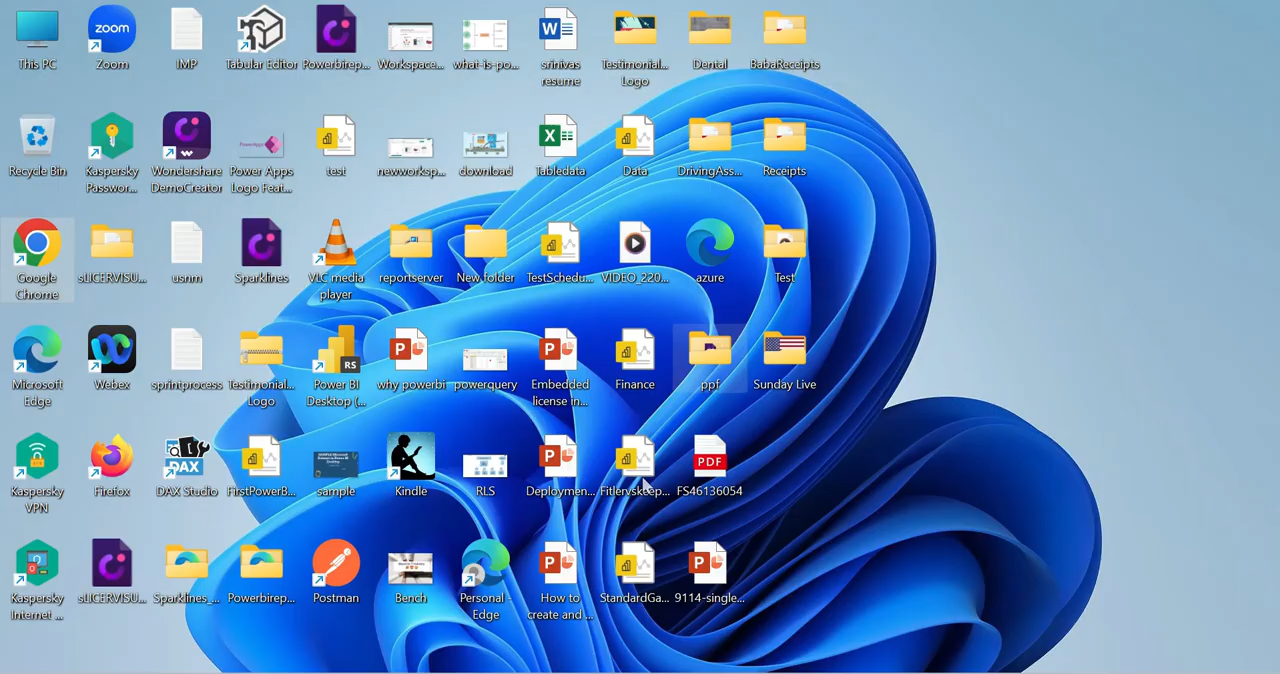 This PC
zoom
Zoom
IMP
Tabular Editor
Powerbirep...
Workspace...
what-is-po...
W
srinivas
resume
Testimonial...
Logo
Dental
BabaReceipts
Recycle Bin
Kaspersky
Passwor...
Wondershare
DemoCreator
PowerApps
Power Apps
Logo Feat...
test
newworksp...
download
X
Tabledata
Data
DrivingAss...
Receipts
Google
Chrome
sLICERVISU...
usnm
Sparklines
VLC media
player
reportserver
New folder
TestSchedu...
VIDEO_220...
azure
Test
Microsoft
Edge
Webex
sprintprocess
Testimonial...
Logo
RS
Power BI
Desktop (...
P
why powerbi
powerquery
P
Embedded
license in...
Finance
ppf
Sunday Live
Kaspersky
VPN
Firefox
DAX
DAX Studio
FirstPowerB...
sample
Kindle
RLS
P
Deploymen...
Fitlervskeep...
PDF
FS46136054
Kaspersky
Internet ...
sLICERVISU...
Sparklines_...
Powerbirep...
Postman
Bench
Personal -
Edge
P
How to
create and ...
StandardGa...
P
9114-single...